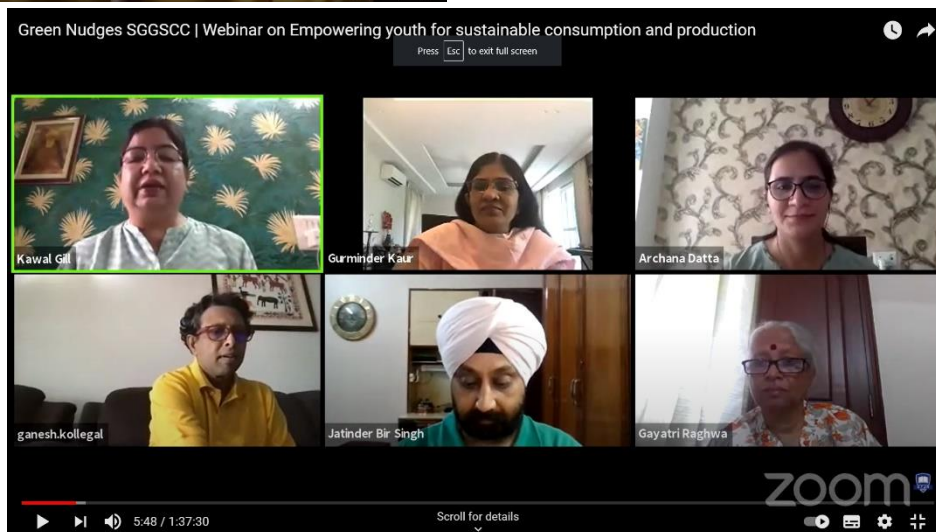 Green Nudges SGGSCC | Webinar on Empowering youth for sustainable consumption and production
Press Esc to exit full screen
Kawal Gill
Gurminder Kaur
Archana Datta
ganesh.kollegal
Jatinder Bir Singh
Gayatri Raghwa
zoom
5:48 / 1:37:30
Scroll for details